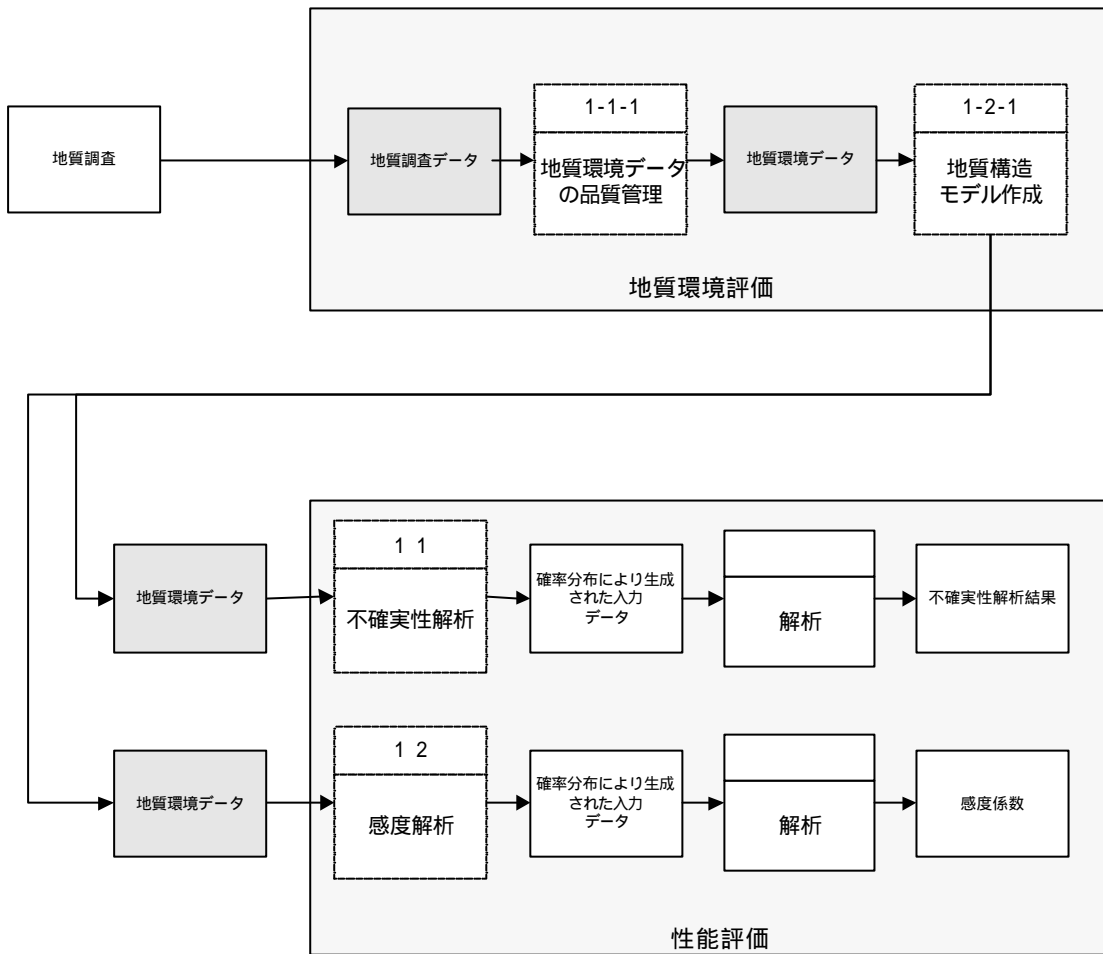 1-1-1
1-2-1
地質調査
地質調査データ
地質環境データ
の品質管理
地質環境データ
地質構造
モデル作成
地質環境評価
1 1
地質環境データ
不確実性解析
確率分布により生成
された入力
データ
解析
不確実性解析結果
1 2
地質環境データ
感度解析
確率分布により生成
された入力
データ
解析
感度係数
性能評価